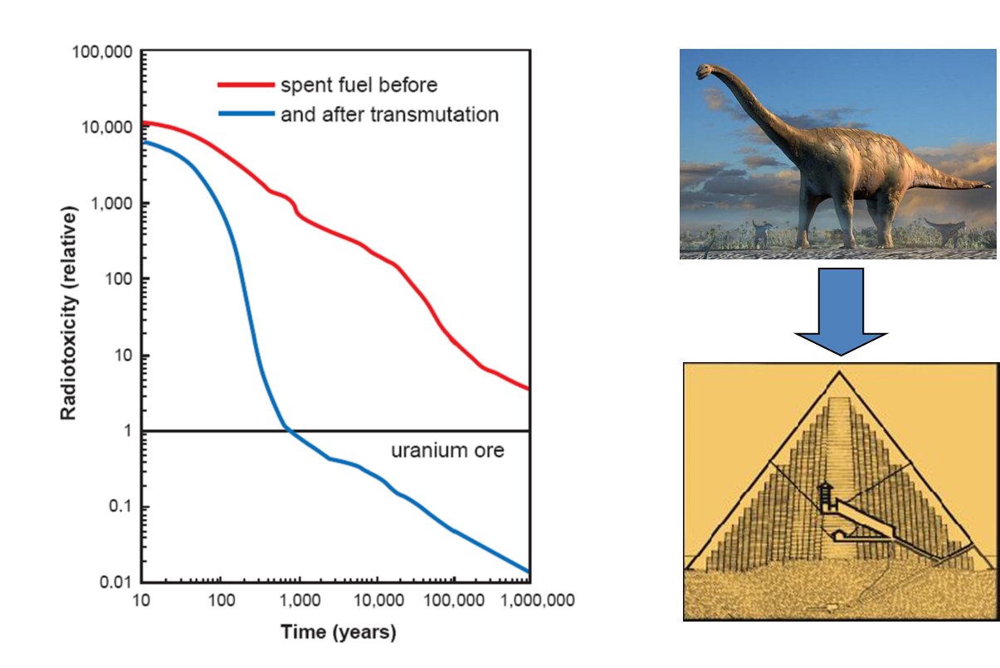 100,000
10,000
1,000
100
10
1
0.1
0.01
Radiotoxicity (relative)
spent fuel before
and after transmutation
uranium ore
10
100
1,000
10,000
100,000
1,000,000
Time (years)